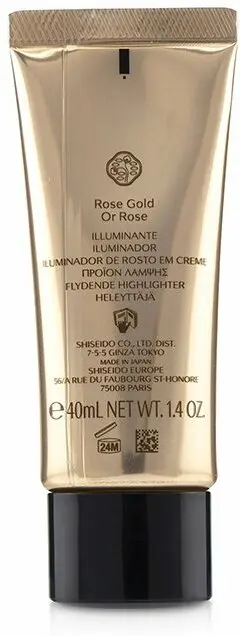 Rose Gold
Or Rose
ILLUMINANTE
ILUMINADOR
ILUMINADOR DE ROSTO EM CREME
ΠΡΟΪΟΝ ΛΑΜΨΗΣ
FLYDENDE HIGHLIGHTER
HELEYTTÄJÄ
SHISEIDO CO., LTD. DIST.
7-5-5 GINZA TOKYO
MADE IN JAPAN
SHISEIDO EUROPE
56/A RUE DU FAUBOURG ST-HONORE
75008 PARIS
e 40mL NET WT. 1.4 OZ.
24M